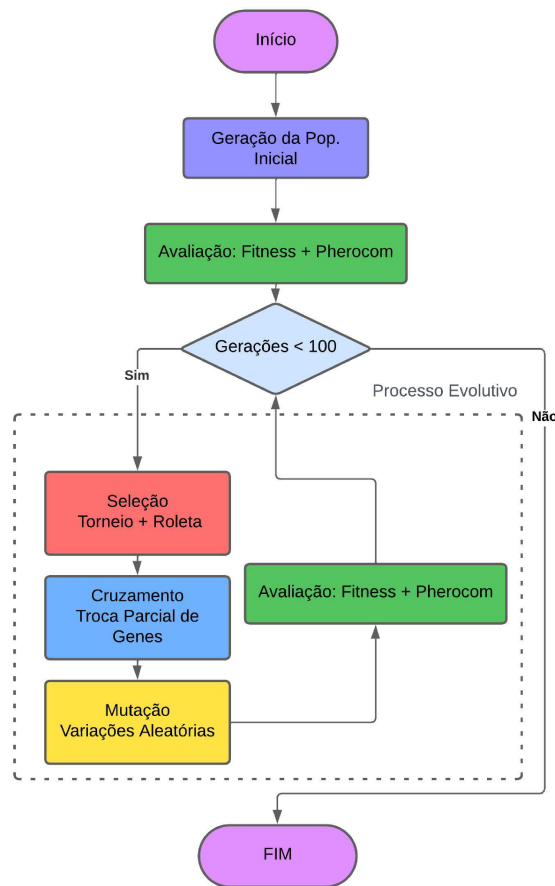 Início
Geração da Pop.
Inicial
Avaliação: Fitness + Pherocom
Gerações < 100
Sim
Processo Evolutivo
Não
Seleção
Torneio + Roleta
Cruzamento
Troca Parcial de
Genes
Avaliação: Fitness + Pherocom
Mutação
Variações Aleatórias
FIM